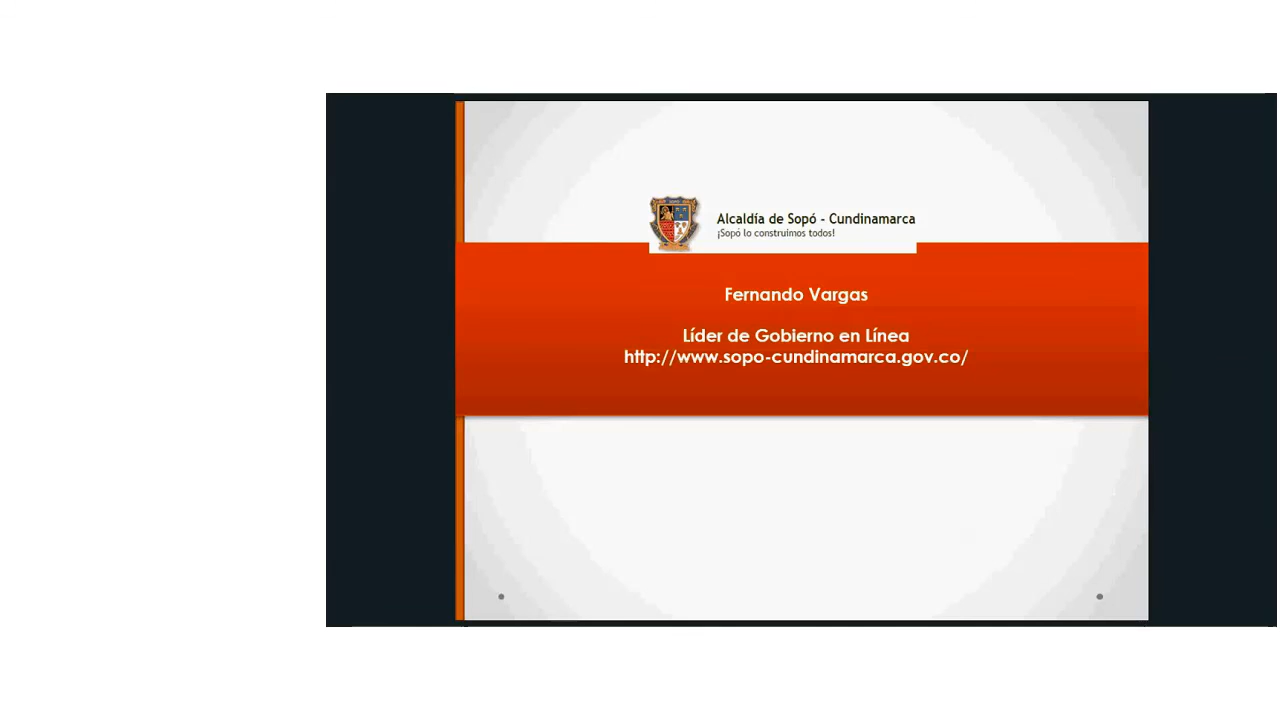 Alcaldía de Sopó - Cundinamarca
¡Sopó lo construimos todos!
Fernando Vargas
Líder de Gobierno en Línea
http://www.sopo-cundinamarca.gov.co/